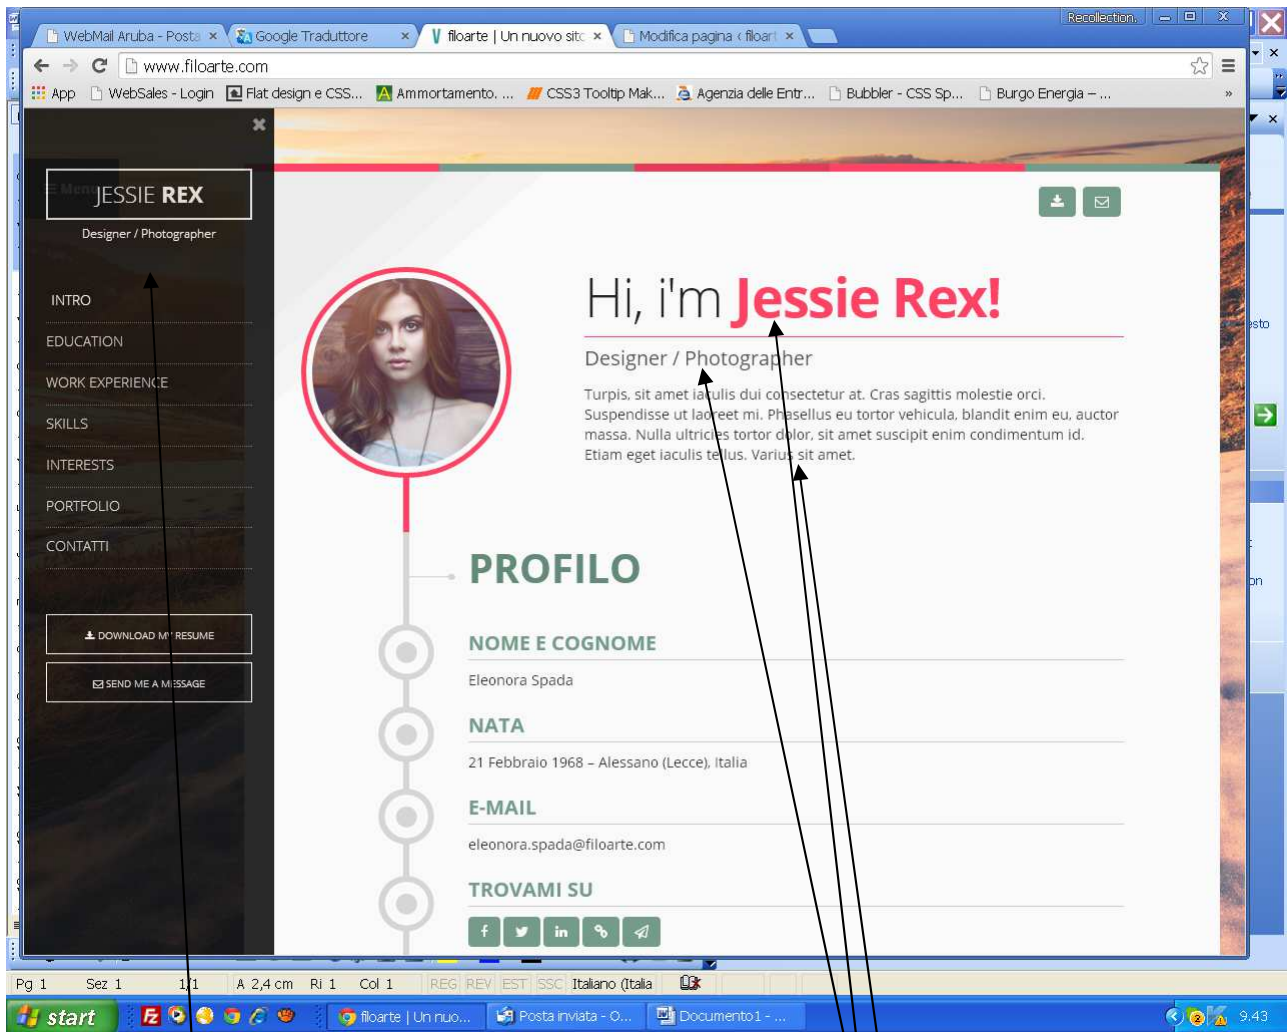 Recollection.
WebMail Aruba - Posta
Google Traduttore
filoarte | Un nuovo sito
Modifica pagina ‹ filoart
www.filoarte.com
App
WebSales - Login
Flat design e CSS...
Ammortamento. ...
CSS3 Tooltip Mak...
Agenzia delle Entr...
Bubbler - CSS Sp...
Burgo Energia – ...
»
Menu
JESSIE REX
Designer / Photographer
INTRO
EDUCATION
WORK EXPERIENCE
SKILLS
INTERESTS
PORTFOLIO
CONTATTI
DOWNLOAD MY RESUME
SEND ME A MESSAGE
Hi, i'm Jessie Rex!
Designer / Photographer
Turpis, sit amet iaculis dui consectetur at. Cras sagittis molestie orci.
Suspendisse ut laoreet mi. Phasellus eu tortor vehicula, blandit enim eu, auctor
massa. Nulla ultricies tortor dolor, sit amet suscipit enim condimentum id.
Etiam eget iaculis tellus. Varius sit amet.
PROFILO
NOME E COGNOME
Eleonora Spada
NATA
21 Febbraio 1968 – Alessano (Lecce), Italia
E-MAIL
eleonora.spada@filoarte.com
TROVAMI SU
esto
on
Pg 1 Sez 1 1/1 A 2,4 cm Ri 1 Col 1 REG REV EST SSC Italiano (Italia
start
filoarte | Un nuo...
Posta inviata - O...
Documento1 - ...
2
9.43